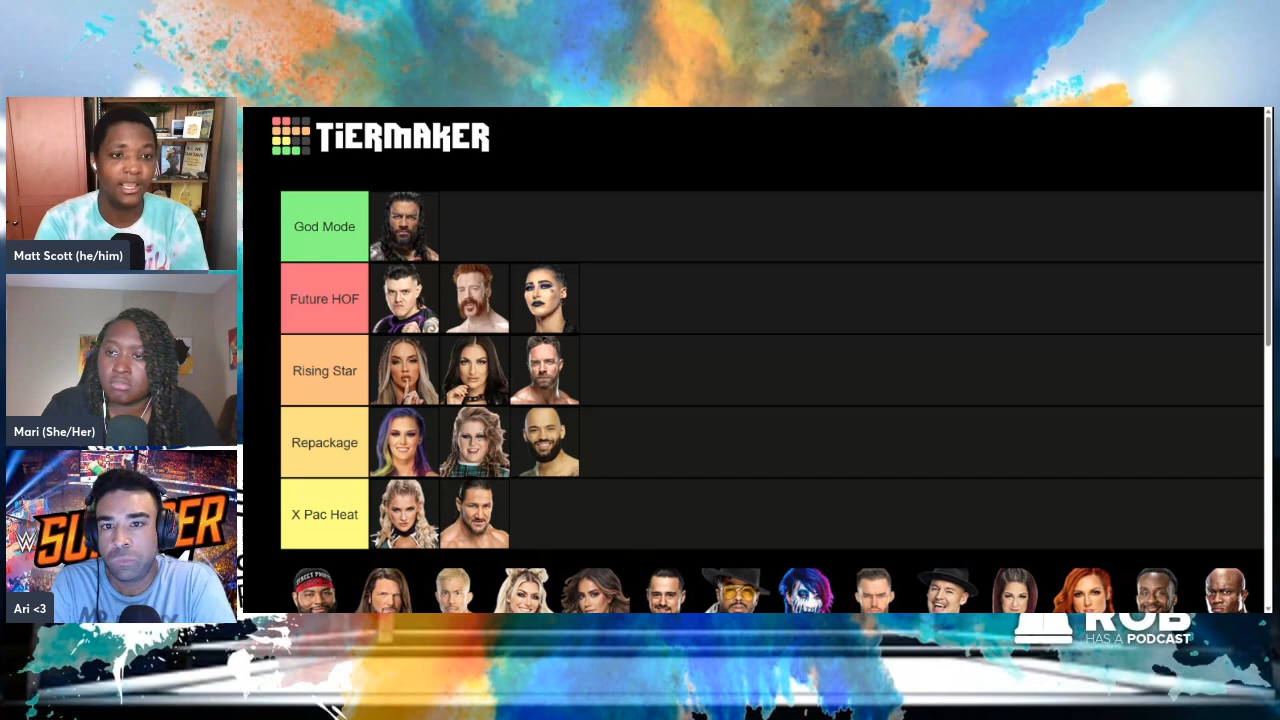 TiERMAKER
God Mode
Future HOF
Rising Star
Repackage
X Pac Heat
Matt Scott (he/him)
Mari (She/Her)
Ari <3
ROB
HAS A PODCAST